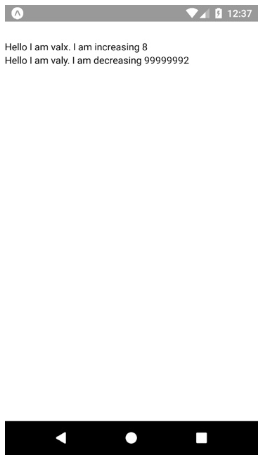 12:37
Hello I am valx. I am increasing 8
Hello I am valy. I am decreasing 99999992